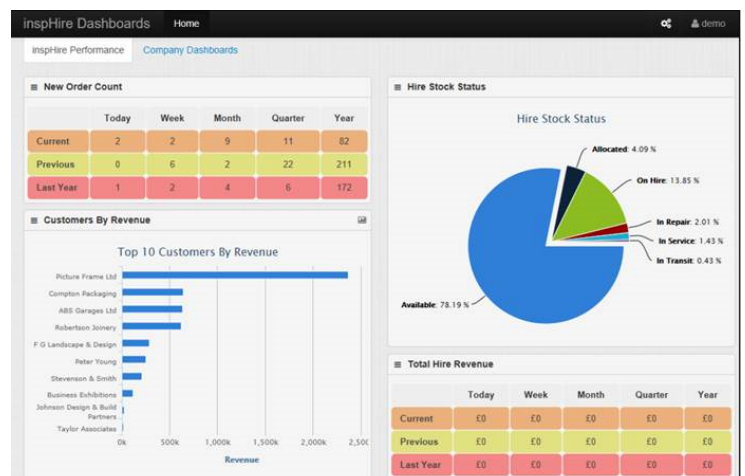 inspHire Dashboards Home demo
inspHire Performance Company Dashboards
New Order Count
Today Week Month Quarter Year
Current 2 2 9 11 82
Previous 0 6 2 22 211
Last Year 1 2 4 6 172
Customers By Revenue
Top 10 Customers By Revenue
Picture Frame Ltd
Compton Packaging
ABS Garages Ltd
Robertson Joinery
F G Landscape & Design
Peter Young
Stevenson & Smith
Business Exhibitions
Johnson Design & Build
Partners
Taylor Associates
0k 500k 1,000k 1,500k 2,000k 2,500
Revenue
Hire Stock Status
Hire Stock Status
Allocated: 4.09 %
On Hire: 13.85 %
In Repair: 2.01 %
In Service: 1.43 %
In Transit: 0.43 %
Available: 78.19 %
Total Hire Revenue
Today Week Month Quarter Year
Current £0 £0 £0 £0 £0
Previous £0 £0 £0 £0 £0
Last Year £0 £0 £0 £0 £0